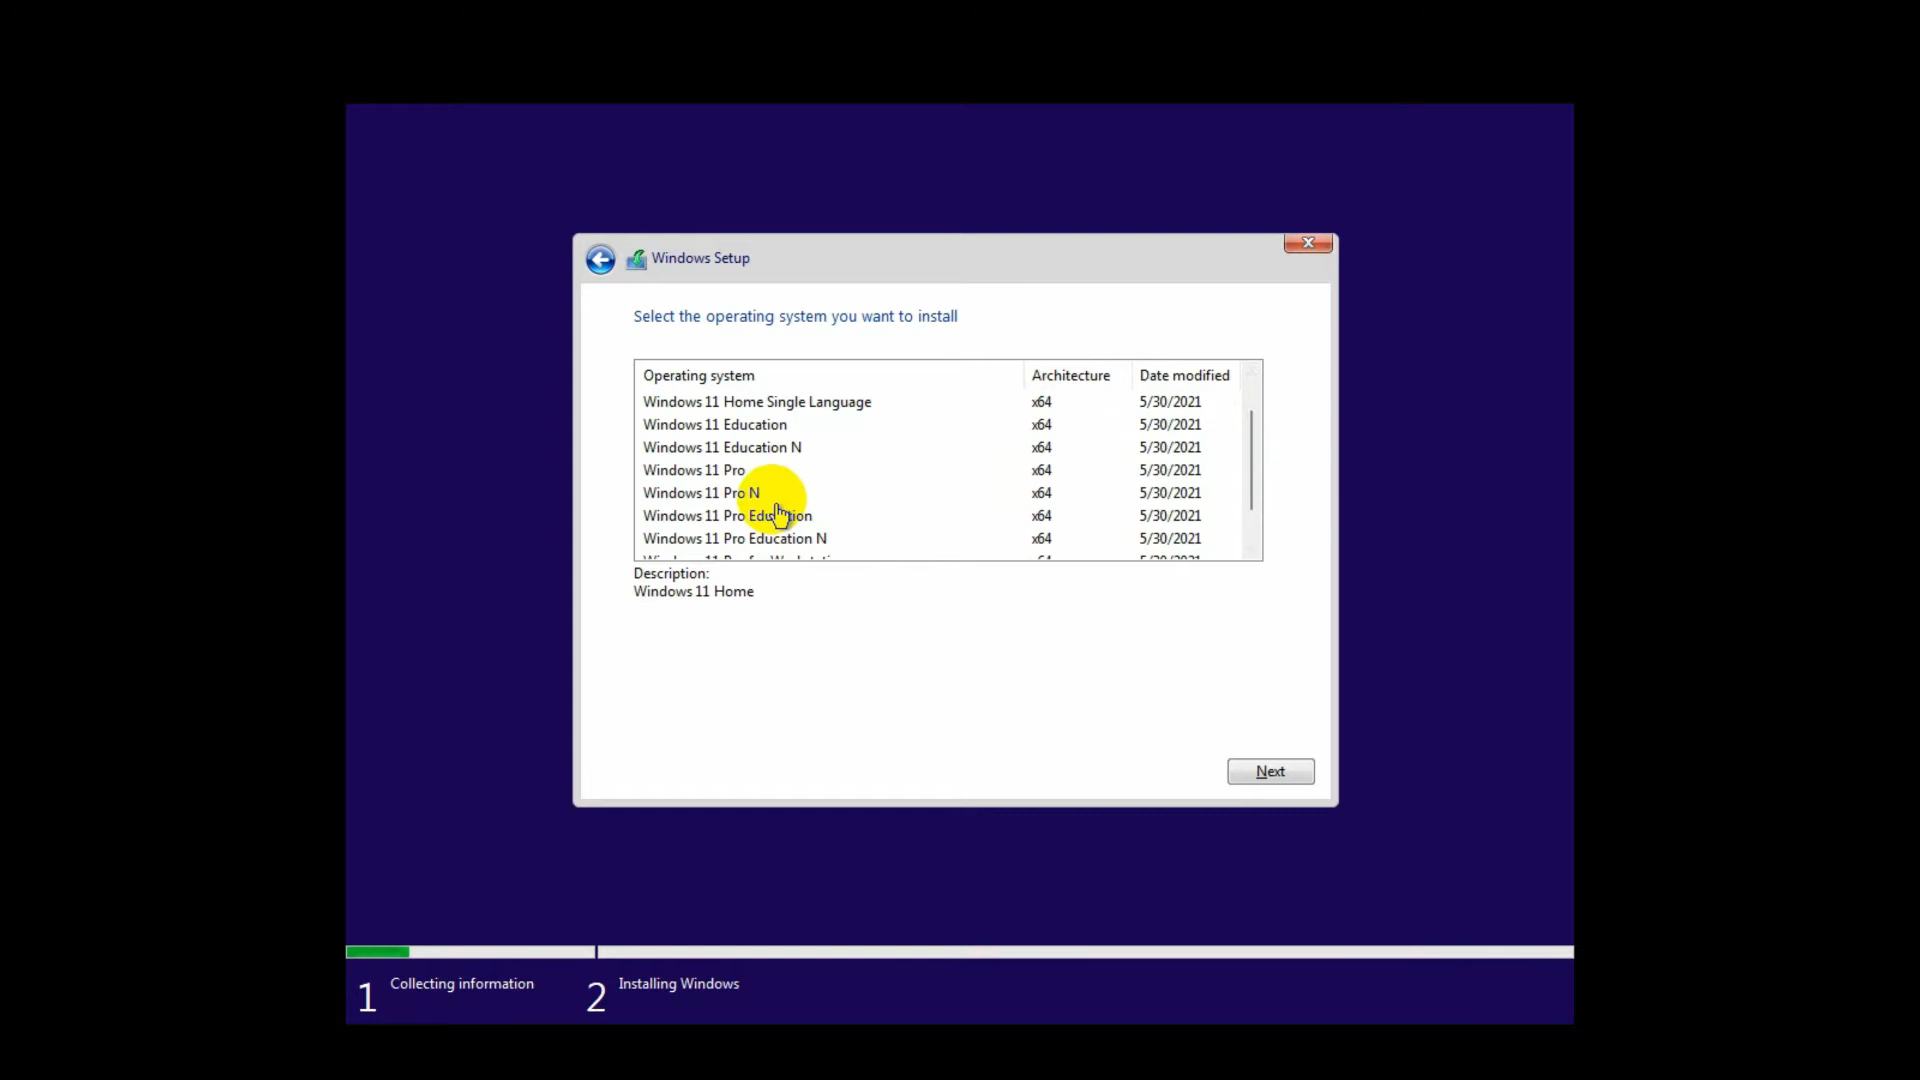 Windows Setup
Select the operating system you want to install
Operating system Architecture Date modified
Windows 11 Home Single Language x64 5/30/2021
Windows 11 Education x64 5/30/2021
Windows 11 Education N x64 5/30/2021
Windows 11 Pro x64 5/30/2021
Windows 11 Pro N x64 5/30/2021
Windows 11 Pro Education x64 5/30/2021
Windows 11 Pro Education N x64 5/30/2021
Description:
Windows 11 Home
Next
1 Collecting information 2 Installing Windows